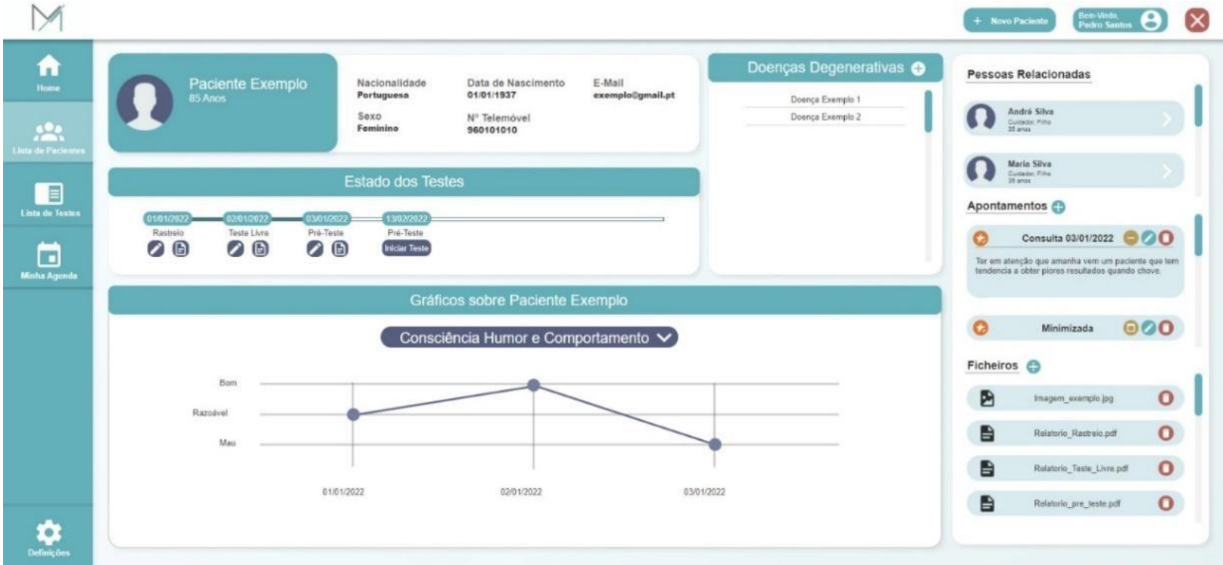 + Novo Paciente
Bem-Vindo,
Pedro Santos
Home
Lista de Pacientes
Lista de Testes
Minha Agenda
Definições
Paciente Exemplo
85 Anos
Nacionalidade
Portuguesa
Data de Nascimento
01/01/1937
E-Mail
exemplo@gmail.pt
Sexo
Feminino
Nº Telemóvel
960101010
Estado dos Testes
01/01/2022
02/01/2022
03/01/2022
13/02/2022
Rastreio
Teste Livre
Pré-Teste
Pré-Teste
Iniciar Teste
Gráficos sobre Paciente Exemplo
Consciência Humor e Comportamento
Bom
Razoável
Mau
01/01/2022
02/01/2022
03/01/2022
Doenças Degenerativas
Doença Exemplo 1
Doença Exemplo 2
Pessoas Relacionadas
André Silva
Cuidador, Filho
35 anos
Maria Silva
Cuidador, Filha
35 anos
Apontamentos
Consulta 03/01/2022
Ter em atenção que amanha vem um paciente que tem
tendencia a obter piores resultados quando chove.
Minimizada
Ficheiros
Imagem_exemplo.jpg
Relatorio_Rastreio.pdf
Relatorio_Teste_Livre.pdf
Relatorio_pre_teste.pdf